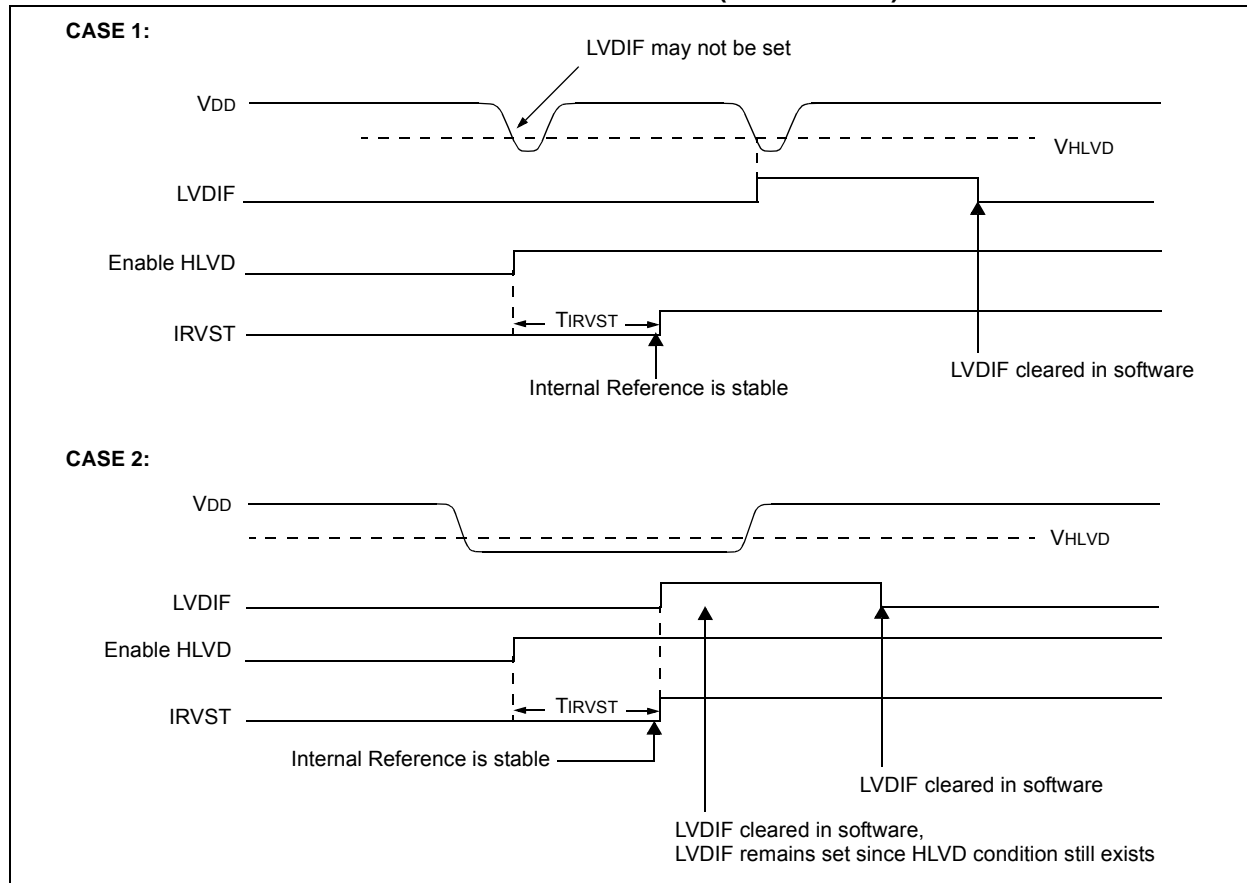 CASE 1:
LVDIF may not be set
VDD
VHLVD
LVDIF
Enable HLVD
TIRVST
IRVST
Internal Reference is stable
LVDIF cleared in software
CASE 2:
VDD
VHLVD
LVDIF
Enable HLVD
TIRVST
IRVST
Internal Reference is stable
LVDIF cleared in software
LVDIF cleared in software,
LVDIF remains set since HLVD condition still exists